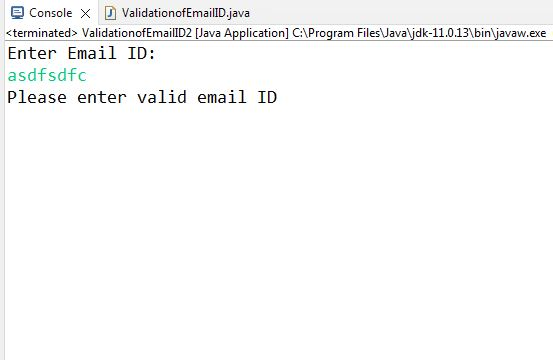 Console ValidationofEmailID.java
<terminated> ValidationofEmailID2 [Java Application] C:\Program Files\Java\jdk-11.0.13\bin\javaw.exe
Enter Email ID:
asdfsdfc
Please enter valid email ID